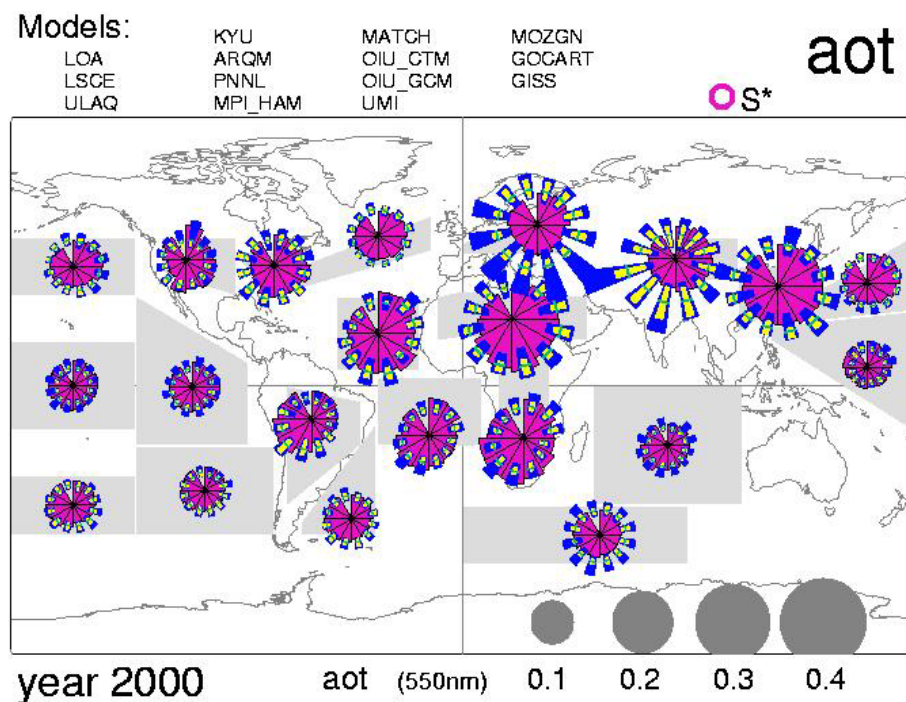 Models:
KYU MATCH MOZGN
LOA ARQM OIU_CTM GOCART
LSCE PNNL OIU_GCM GISS
ULAQ MPI_HAM UMI
aot
S*
year 2000 aot (550nm) 0.1 0.2 0.3 0.4